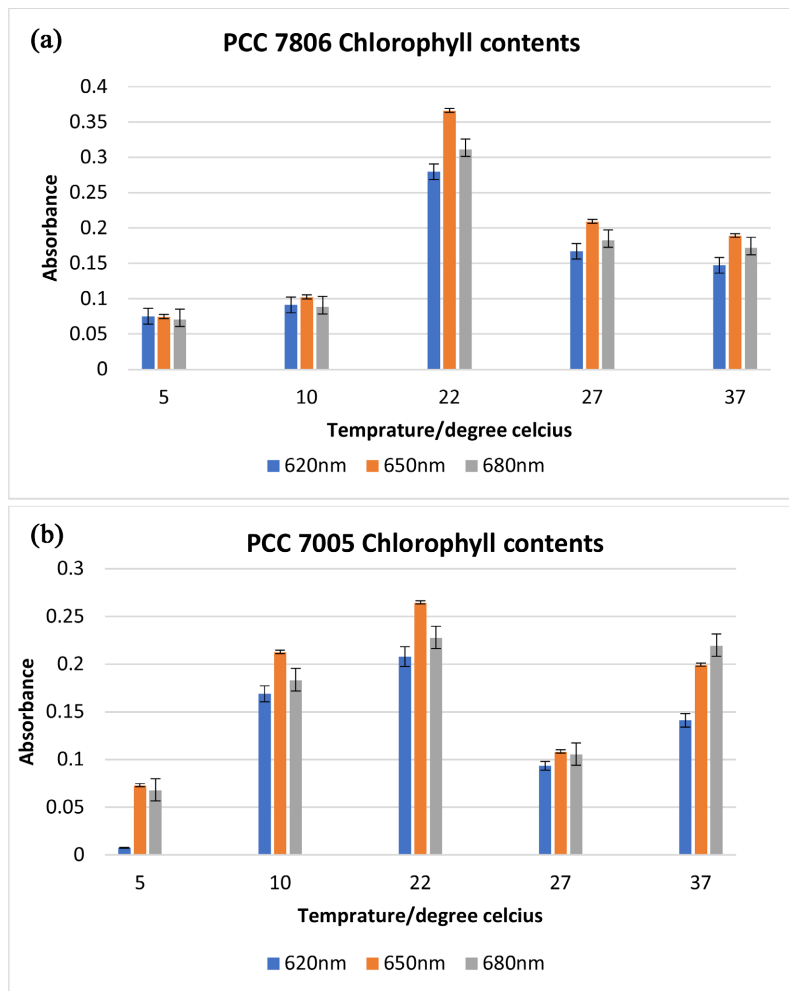 (a)
PCC 7806 Chlorophyll contents
0.4
0.35
0.3
0.25
0.2
0.15
0.1
0.05
0
Absorbance
5 10 22 27 37
Temprature/degree celcius
620nm 650nm 680nm
(b)
PCC 7005 Chlorophyll contents
0.3
0.25
0.2
0.15
0.1
0.05
0
Absorbance
5 10 22 27 37
Temprature/degree celcius
620nm 650nm 680nm